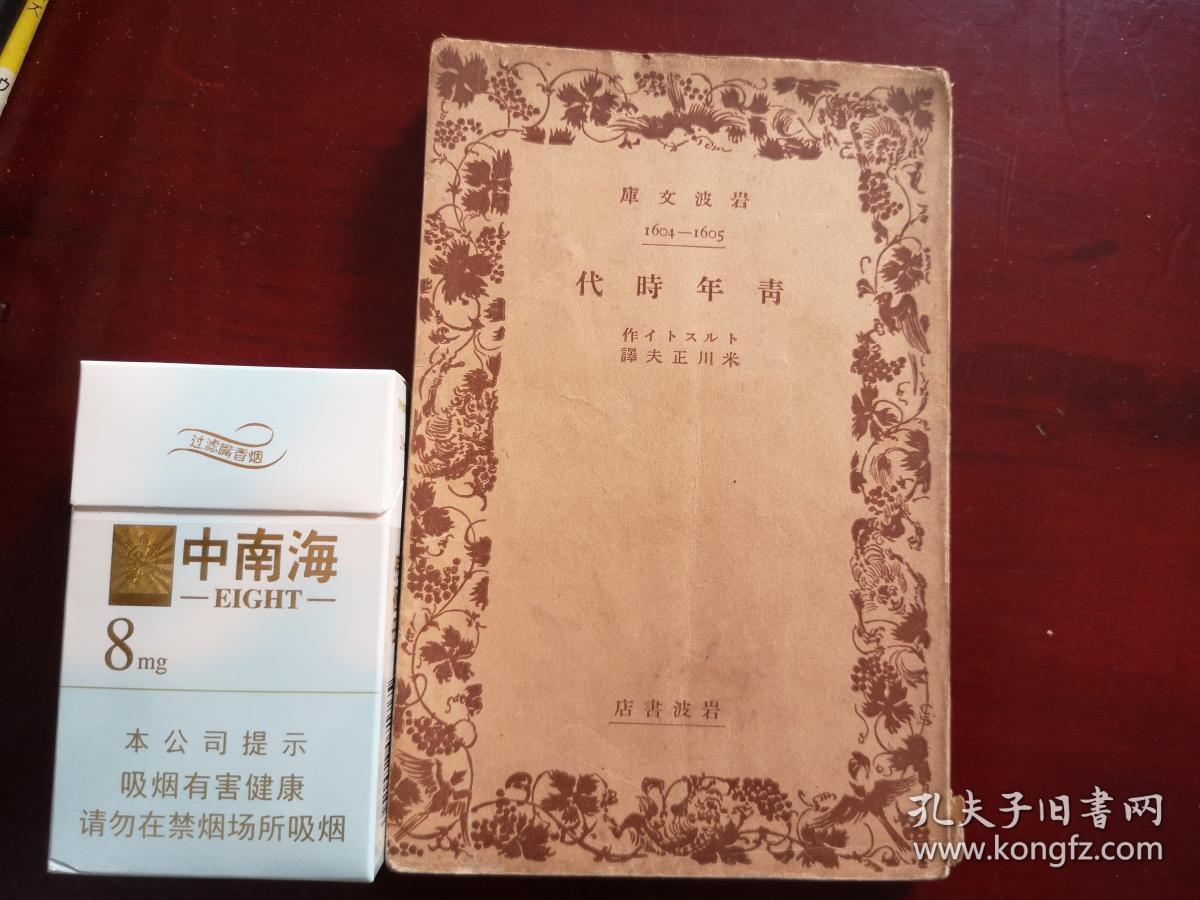 過滤嘴香烟
中南海
EIGHT
8mg
本公司提示
吸烟有害健康
请勿在禁烟场所吸烟
岩波文庫
1604—1605
青年時代
トルストイ作
米川正夫譯
岩波書店
孔夫子旧書网
www.kongfz.com